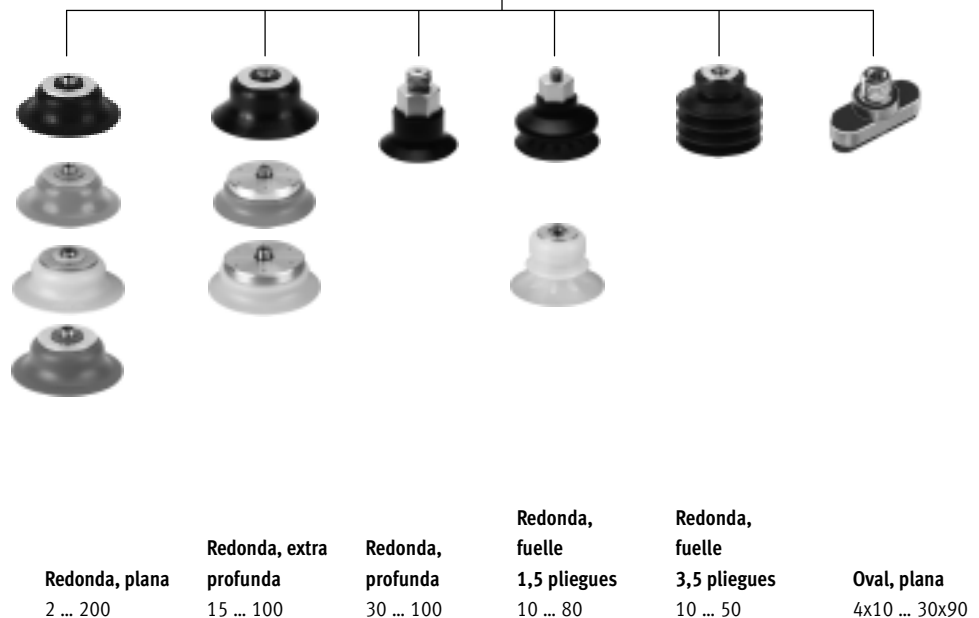 Redonda, plana
2 ... 200
Redonda, extra
profunda
15 ... 100
Redonda,
profunda
30 ... 100
Redonda,
fuelle
1,5 pliegues
10 ... 80
Redonda,
fuelle
3,5 pliegues
10 ... 50
Oval, plana
4x10 ... 30x90